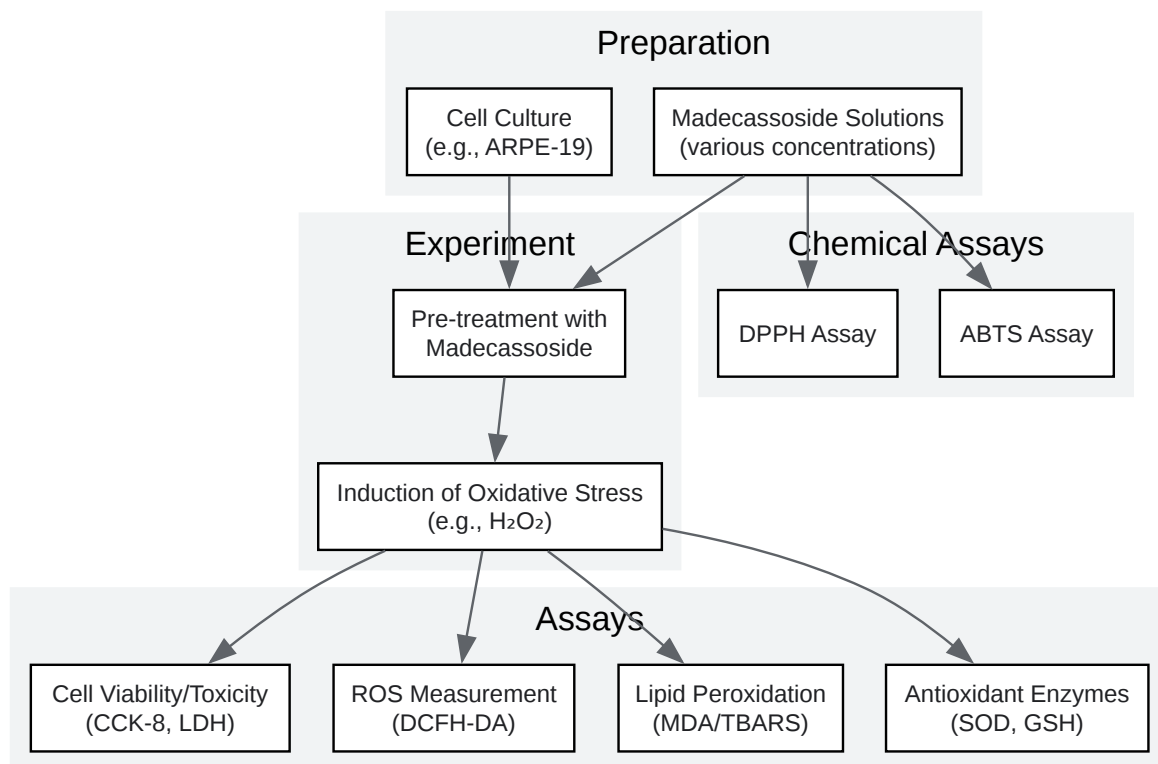 Preparation
Cell Culture
(e.g., ARPE-19)
Madecassoside Solutions
(various concentrations)
Experiment
Chemical Assays
Pre-treatment with
Madecassoside
DPPH Assay
ABTS Assay
Induction of Oxidative Stress
(e.g., H₂O₂)
Assays
Cell Viability/Toxicity
(CCK-8, LDH)
ROS Measurement
(DCFH-DA)
Lipid Peroxidation
(MDA/TBARS)
Antioxidant Enzymes
(SOD, GSH)